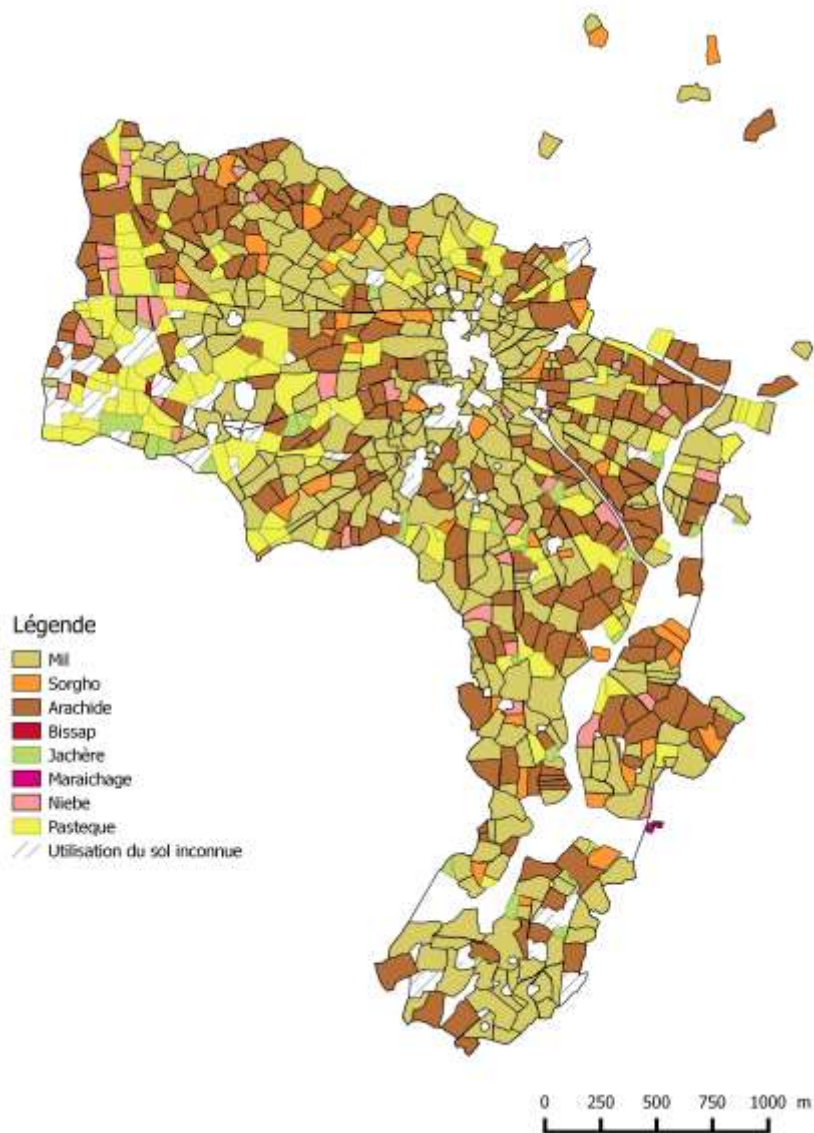 Légende
Mil
Sorgho
Arachide
Bissap
Jachère
Maraichage
Niebe
Pasteque
Utilisation du sol inconnue
0 250 500 750 1000 m